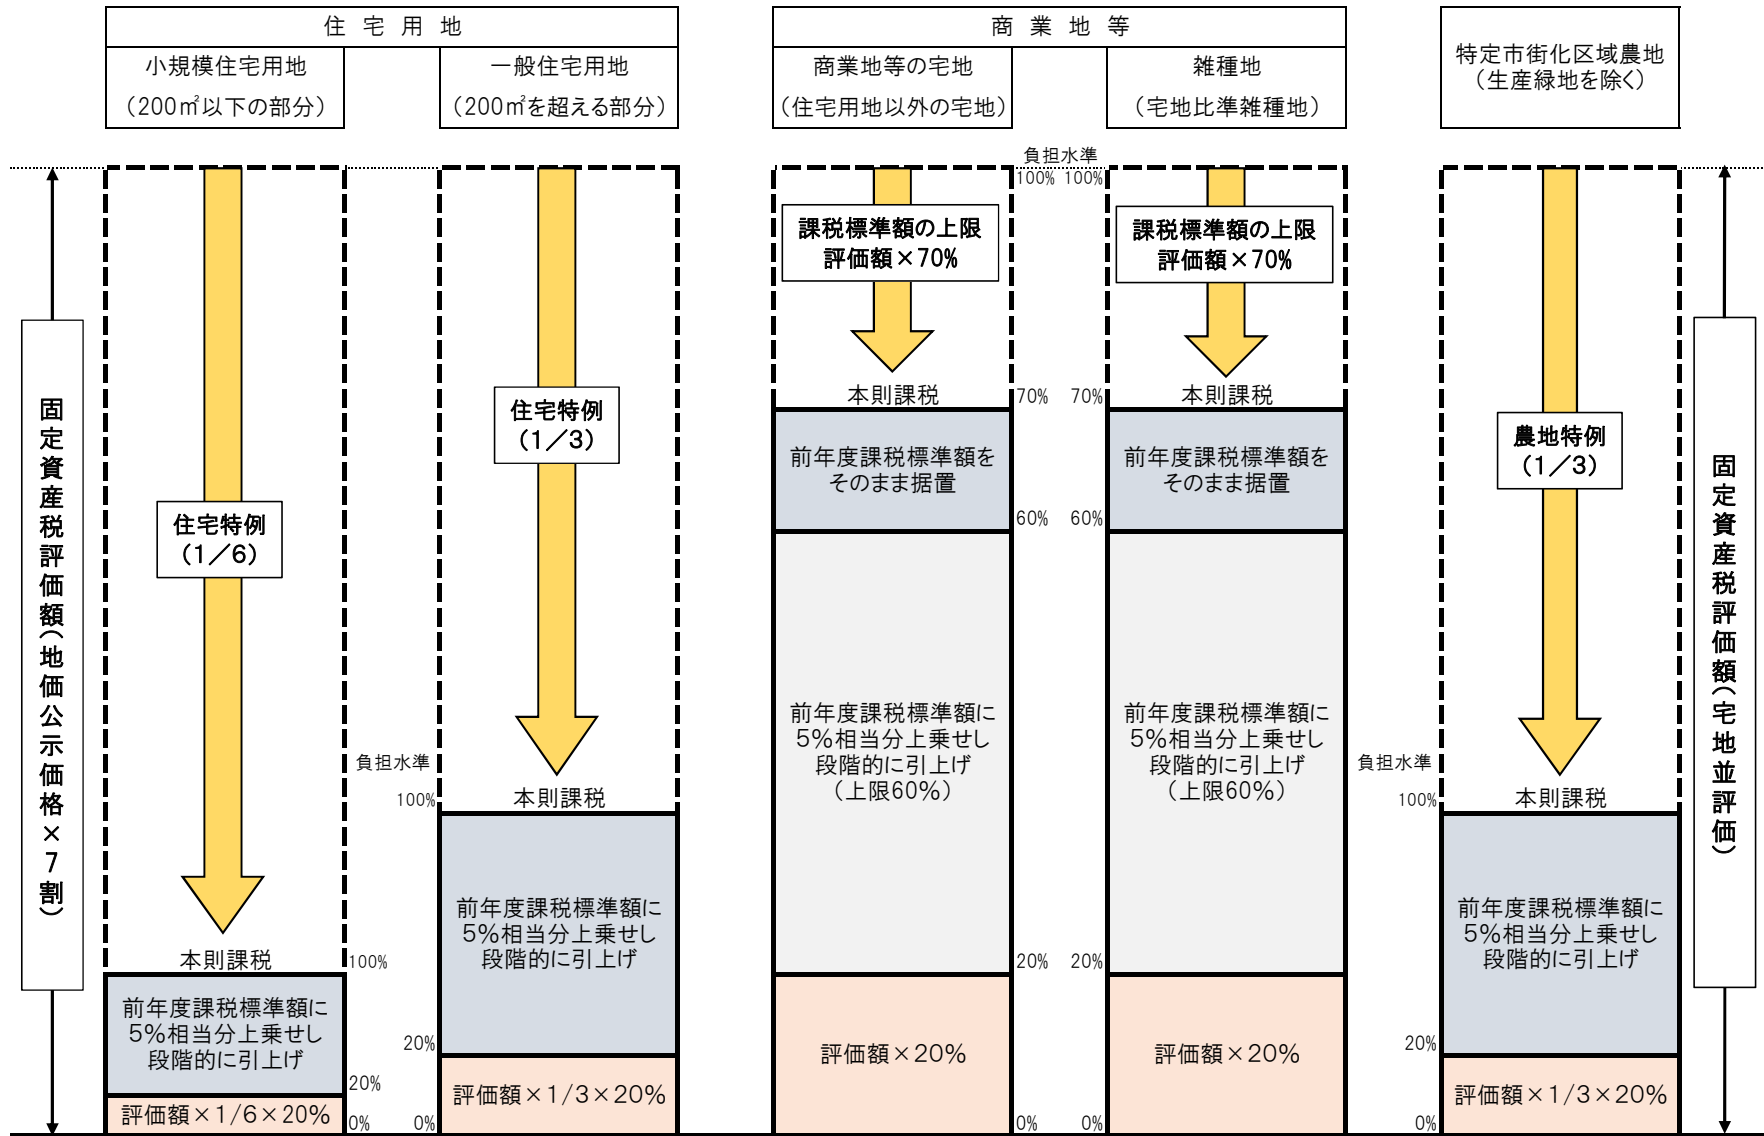 住 宅 用 地
小規模住宅用地
（200㎡以下の部分）
一般住宅用地
（200㎡を超える部分）
商 業 地 等
商業地等の宅地
（住宅用地以外の宅地）
雑種地
（宅地比準雑種地）
特定市街化区域農地
（生産緑地を除く）
固定資産税評価額（地価公示価格×７割）
住宅特例
（１／６）
本則課税
前年度課税標準額に
５％相当分上乗せし
段階的に引上げ
評価額×１/６×２０％
100%
20%
0%
負担水準
100%
20%
0%
住宅特例
（１／３）
本則課税
前年度課税標準額に
５％相当分上乗せし
段階的に引上げ
評価額×１/３×２０％
課税標準額の上限
評価額×70%
本則課税
前年度課税標準額を
そのまま据置
前年度課税標準額に
５％相当分上乗せし
段階的に引上げ
（上限60％）
評価額×２０％
負担水準
100% 100%
70% 70%
60% 60%
20% 20%
0% 0%
課税標準額の上限
評価額×70%
本則課税
前年度課税標準額を
そのまま据置
前年度課税標準額に
５％相当分上乗せし
段階的に引上げ
（上限60％）
評価額×２０％
負担水準
100%
20%
0%
農地特例
（１／３）
本則課税
前年度課税標準額に
５％相当分上乗せし
段階的に引上げ
評価額×１/３×２０％
固定資産税評価額（宅地並評価）